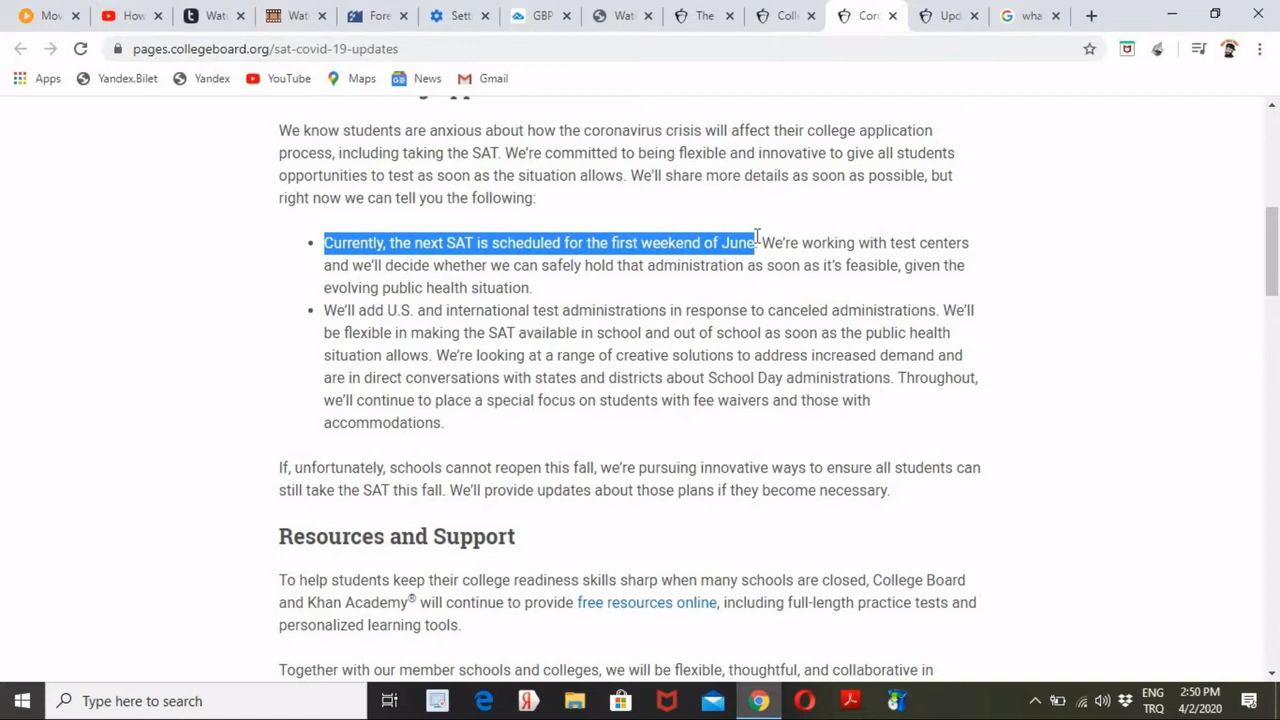 Mov
How
Wat
Wat
Fore
Sett
GBP
Wat
The
Coll
Cor
Upd
wha
pages.collegeboard.org/sat-covid-19-updates
Apps Yandex.Bilet Yandex YouTube Maps News Gmail
We know students are anxious about how the coronavirus crisis will affect their college application
process, including taking the SAT. We're committed to being flexible and innovative to give all students
opportunities to test as soon as the situation allows. We'll share more details as soon as possible, but
right now we can tell you the following:
• Currently, the next SAT is scheduled for the first weekend of June. We're working with test centers
and we'll decide whether we can safely hold that administration as soon as it's feasible, given the
evolving public health situation.
• We'll add U.S. and international test administrations in response to canceled administrations. We'll
be flexible in making the SAT available in school and out of school as soon as the public health
situation allows. We're looking at a range of creative solutions to address increased demand and
are in direct conversations with states and districts about School Day administrations. Throughout,
we'll continue to place a special focus on students with fee waivers and those with
accommodations.
If, unfortunately, schools cannot reopen this fall, we're pursuing innovative ways to ensure all students can
still take the SAT this fall. We'll provide updates about those plans if they become necessary.
Resources and Support
To help students keep their college readiness skills sharp when many schools are closed, College Board
and Khan Academy® will continue to provide free resources online, including full-length practice tests and
personalized learning tools.
Together with our member schools and colleges, we will be flexible, thoughtful, and collaborative in
Type here to search
ENG
TRQ
2:50 PM
4/2/2020